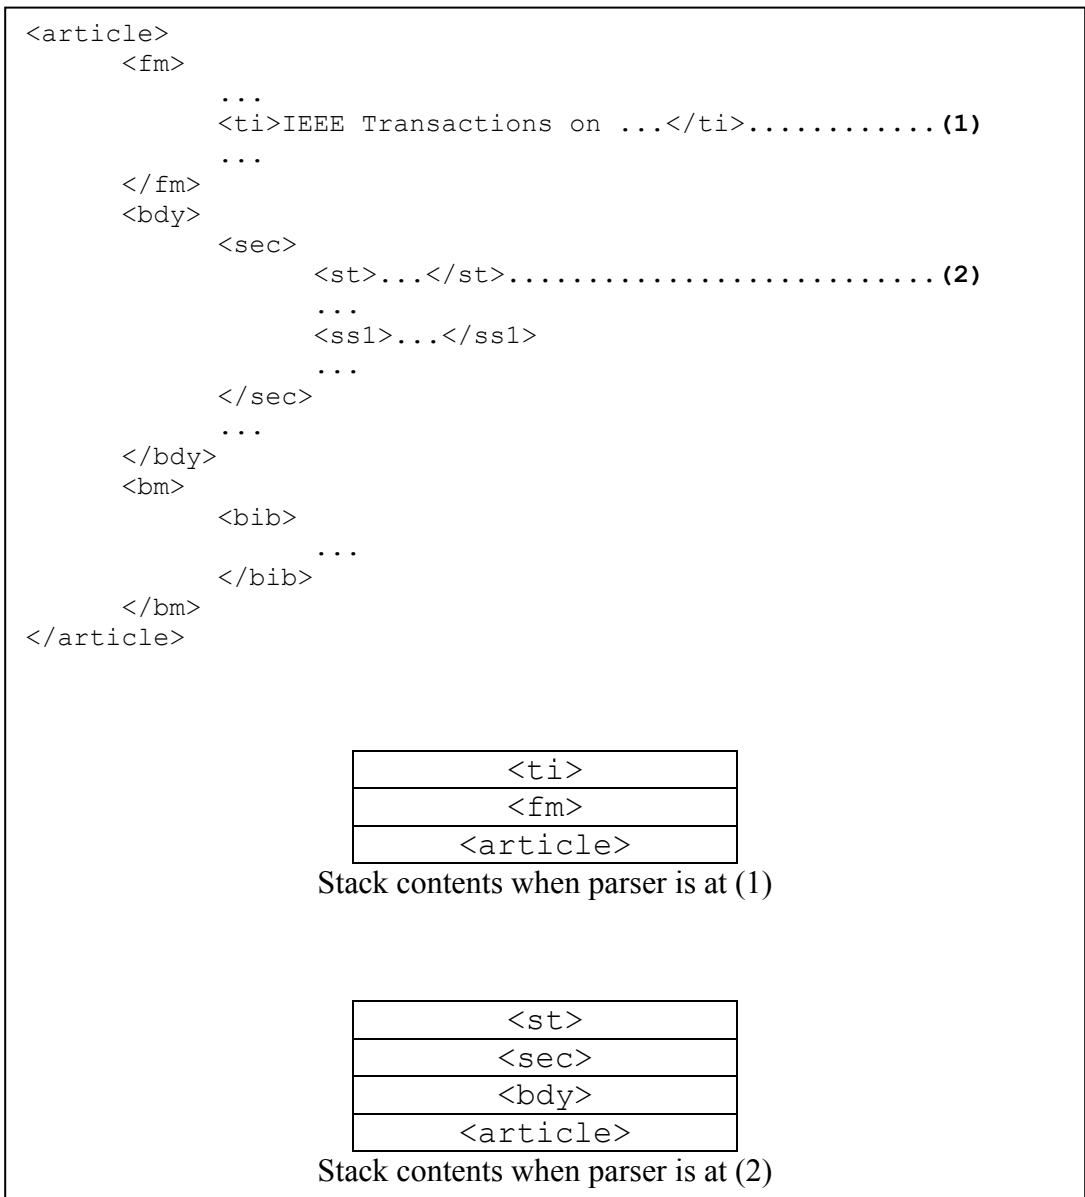 <article>
<fm>
...
<ti>IEEE Transactions on ...</ti>............(1)
...
</fm>
<bdy>
<sec>
<st>...</st>...........................(2)
...
<ss1>...</ss1>
...
</sec>
...
</bdy>
<bm>
<bib>
...
</bib>
</bm>
</article>
<ti>
<fm>
<article>
Stack contents when parser is at (1)
<st>
<sec>
<bdy>
<article>
Stack contents when parser is at (2)